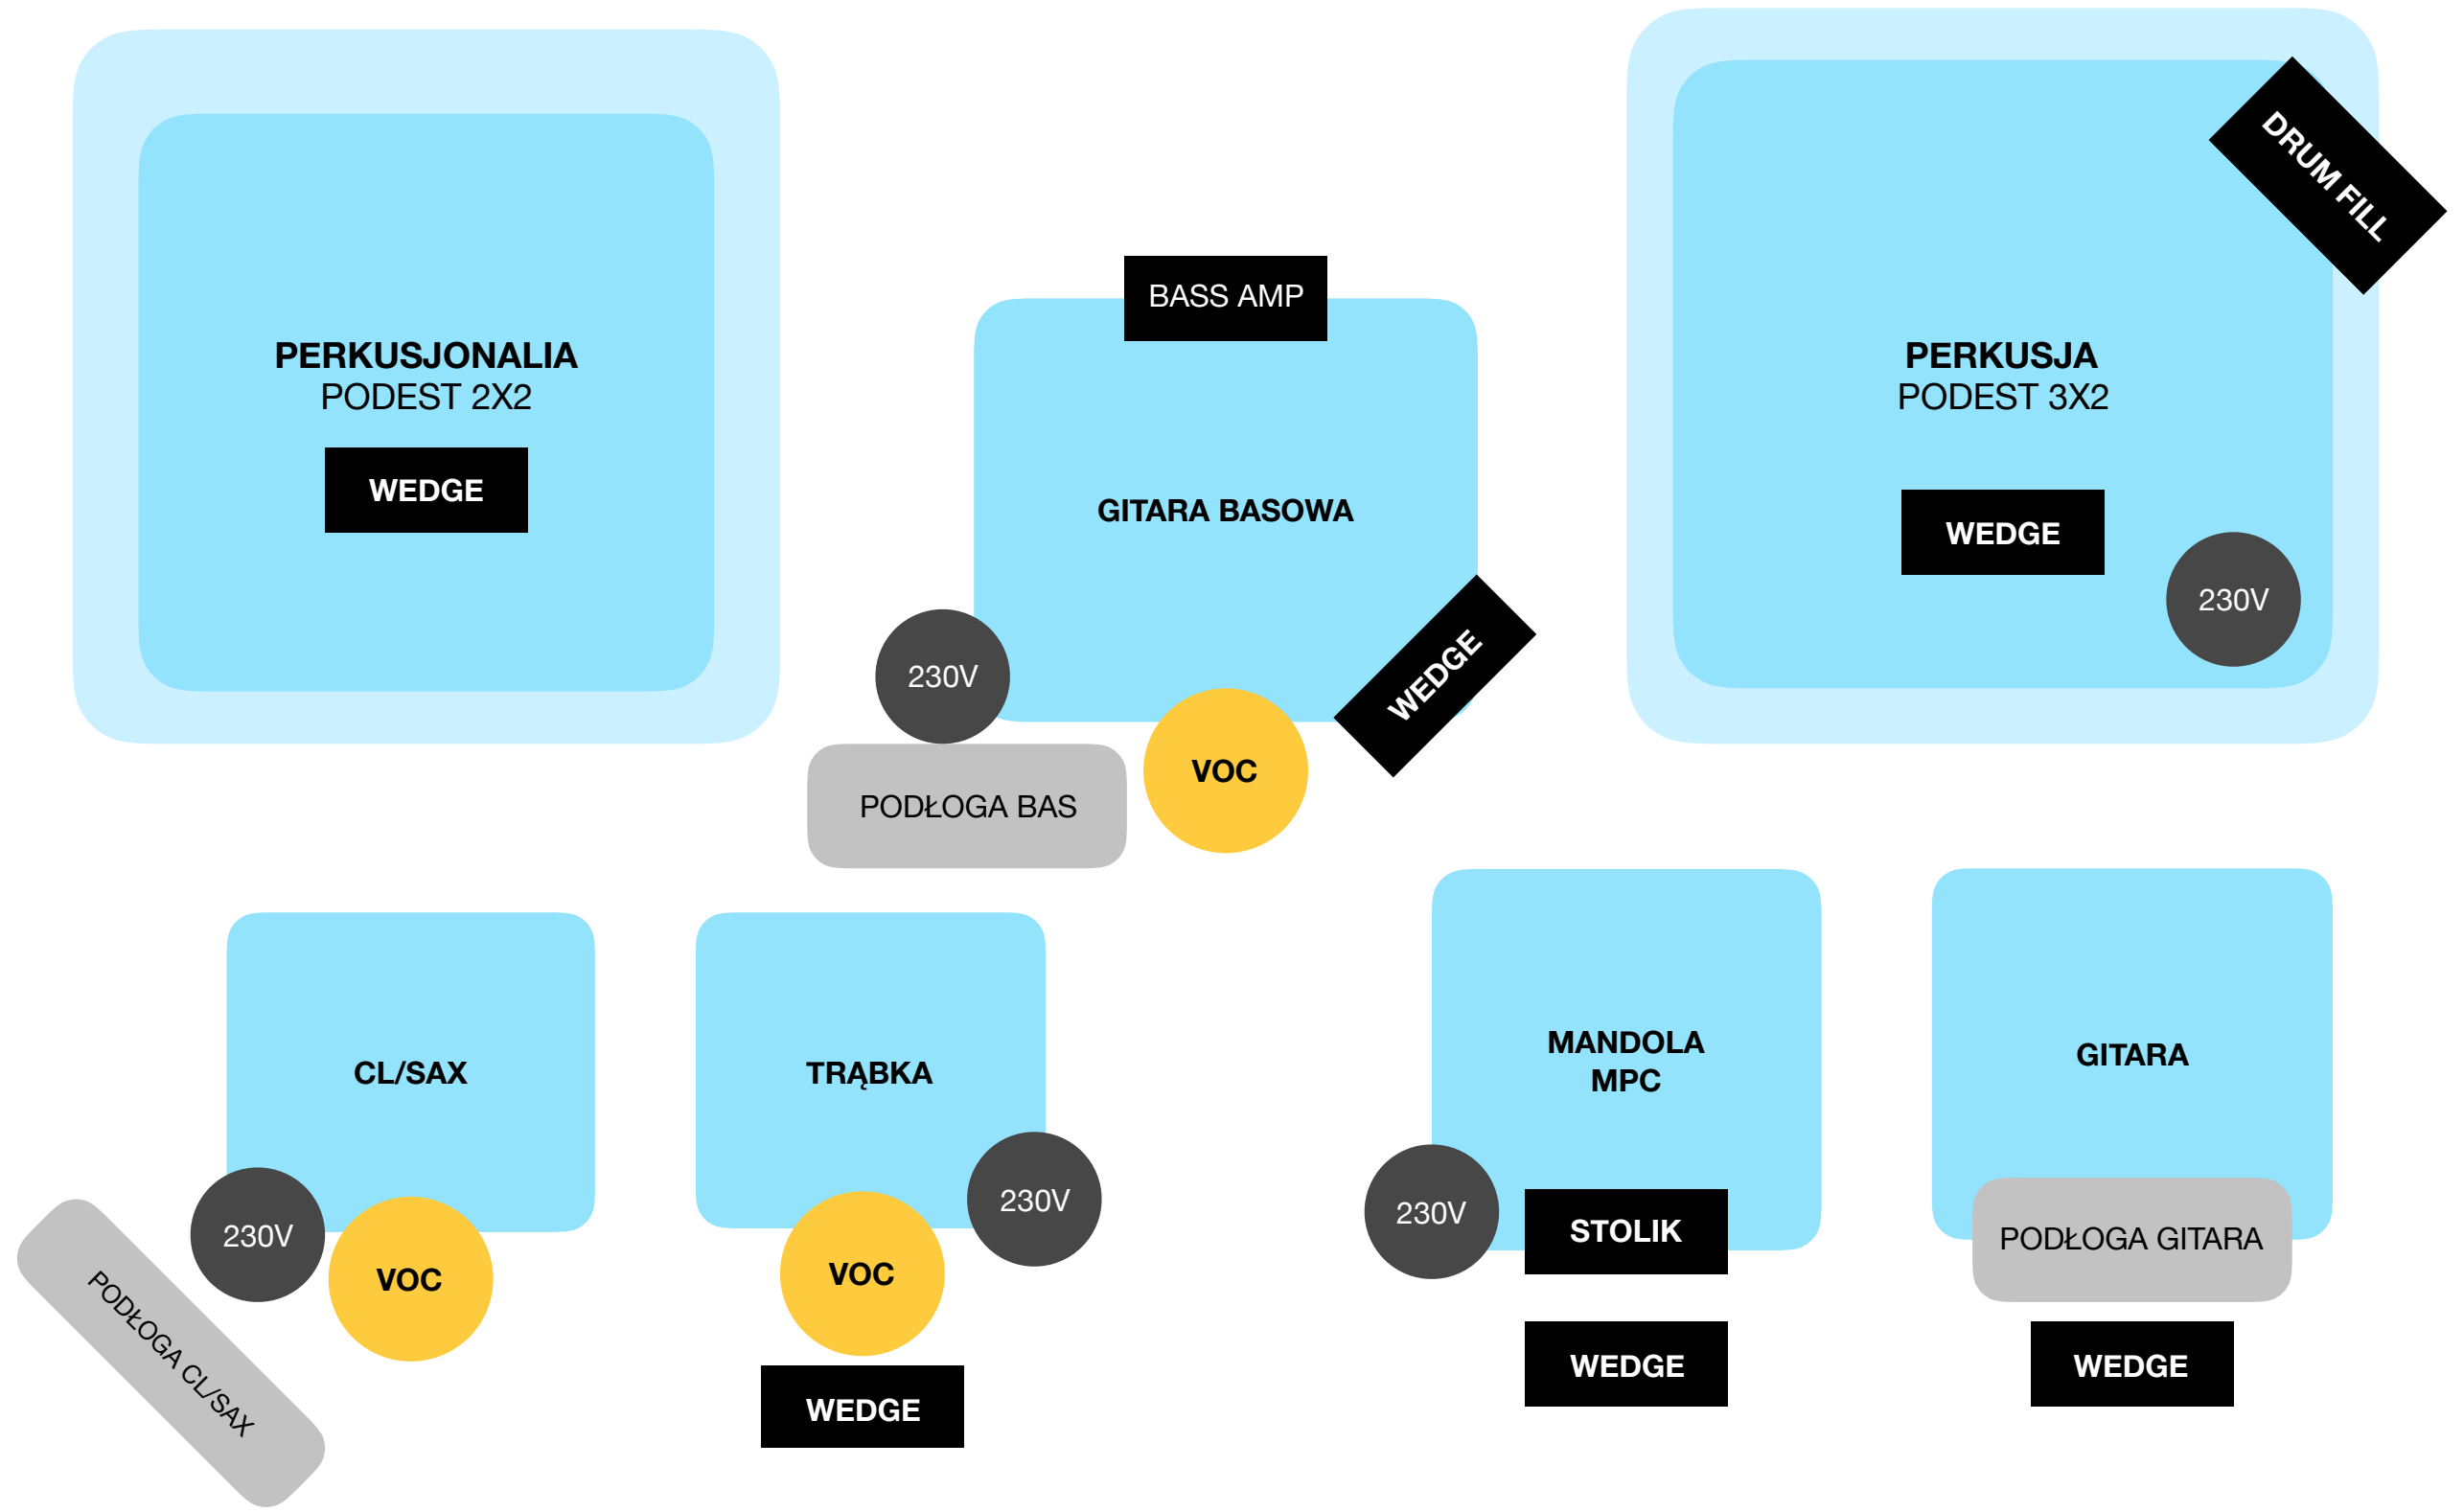 DRUM FILL
BASS AMP
PERKUSJONALIA
PODEST 2X2
PERKUSJA
PODEST 3X2
WEDGE
GITARA BASOWA
WEDGE
230V
230V
WEDGE
VOC
PODŁOGA BAS
CL/SAX
TRĄBKA
MANDOLA
MPC
GITARA
230V
230V
230V
STOLIK
PODŁOGA GITARA
VOC
VOC
PODŁOGA CL/SAX
WEDGE
WEDGE
WEDGE